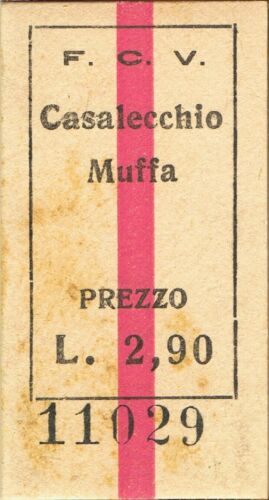 F. C. V.
Casalecchio
Muffa
PREZZO
L. 2,90
11029